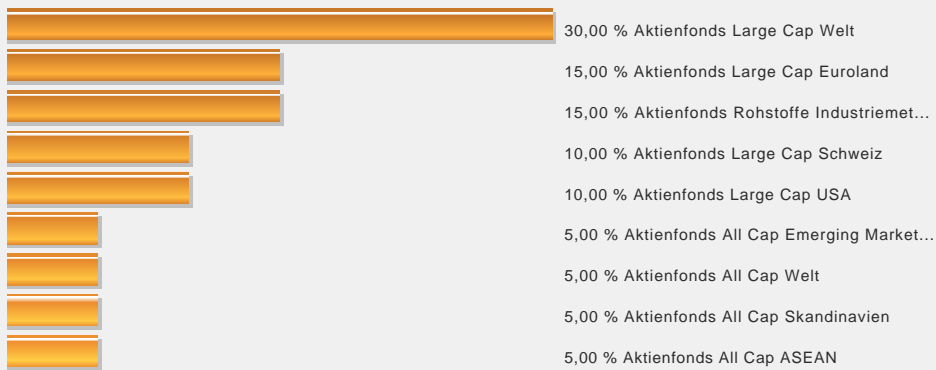 30,00 % Aktienfonds Large Cap Welt
15,00 % Aktienfonds Large Cap Euroland
15,00 % Aktienfonds Rohstoffe Industriemet...
10,00 % Aktienfonds Large Cap Schweiz
10,00 % Aktienfonds Large Cap USA
5,00 % Aktienfonds All Cap Emerging Market...
5,00 % Aktienfonds All Cap Welt
5,00 % Aktienfonds All Cap Skandinavien
5,00 % Aktienfonds All Cap ASEAN